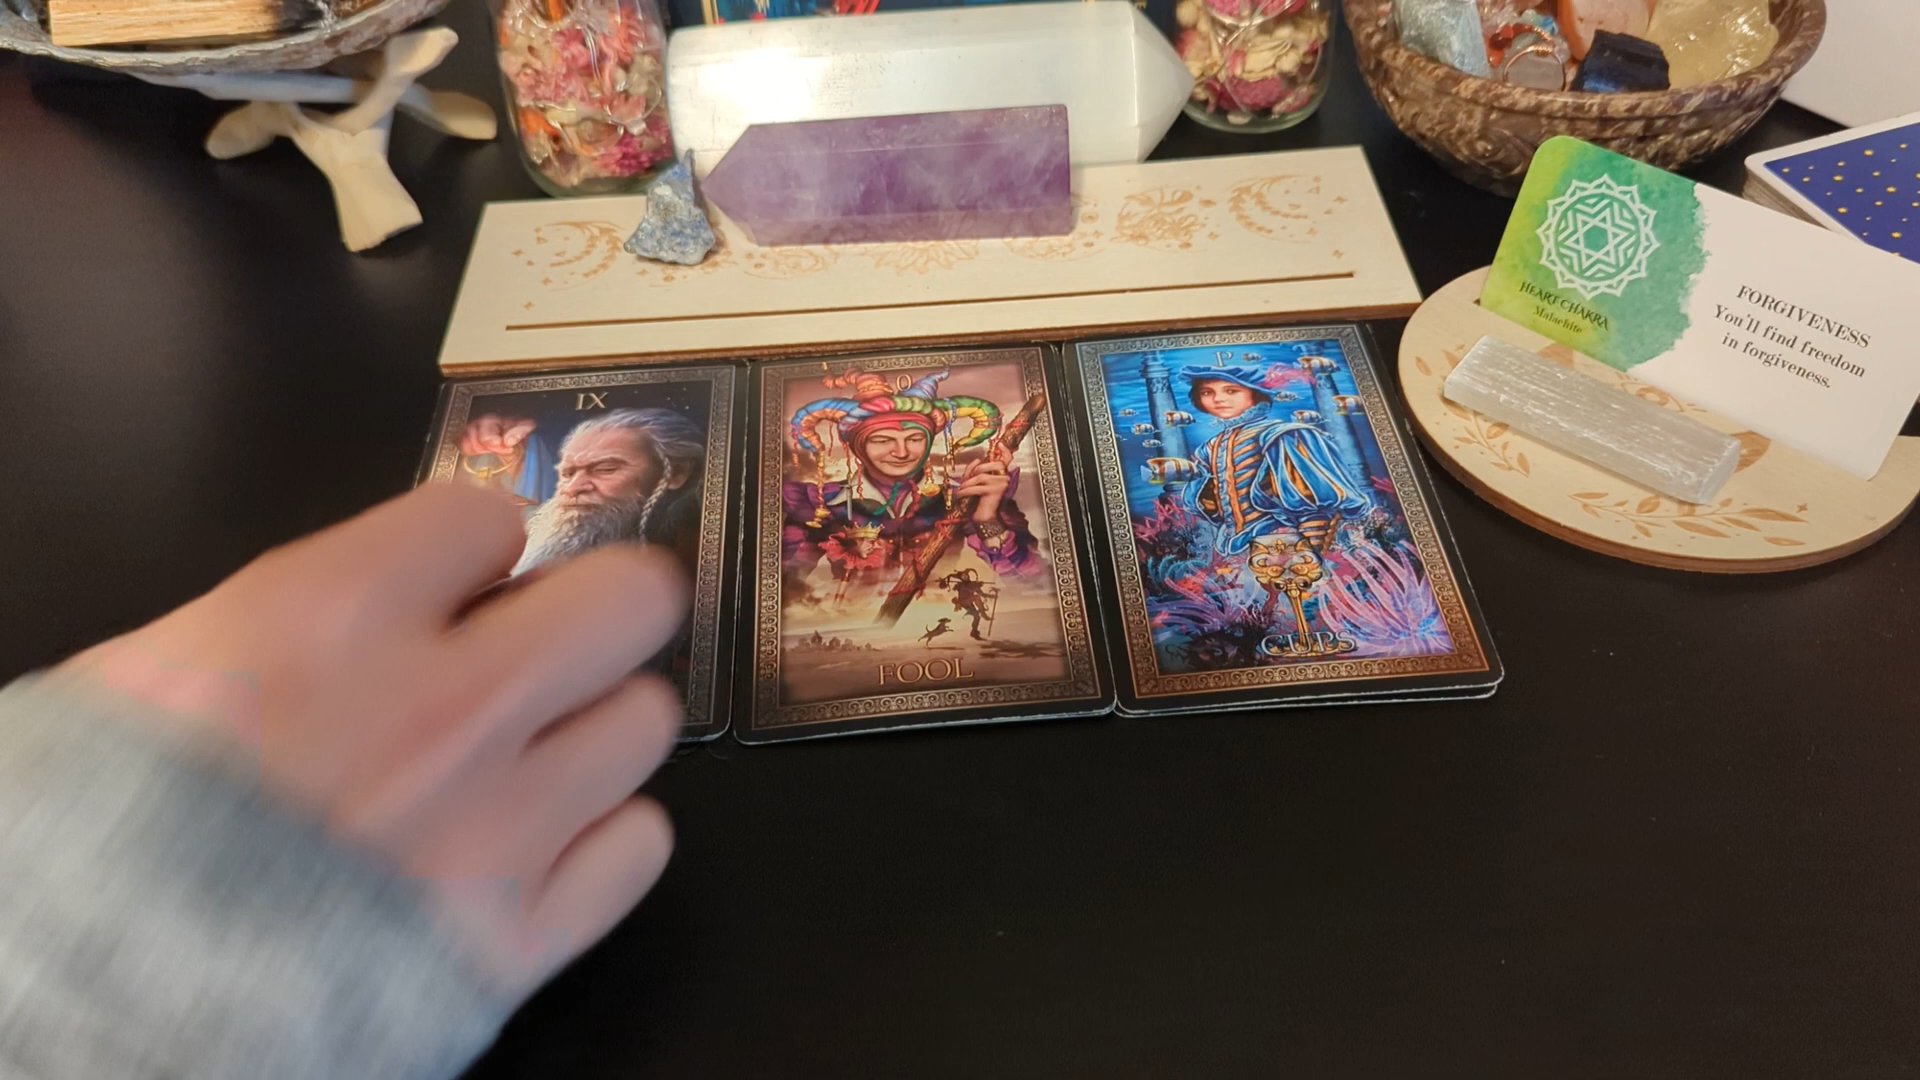 IX
0
FOOL
P
CUPS
HEART CHAKRA
Malachite
FORGIVENESS
You'll find freedom
in forgiveness.